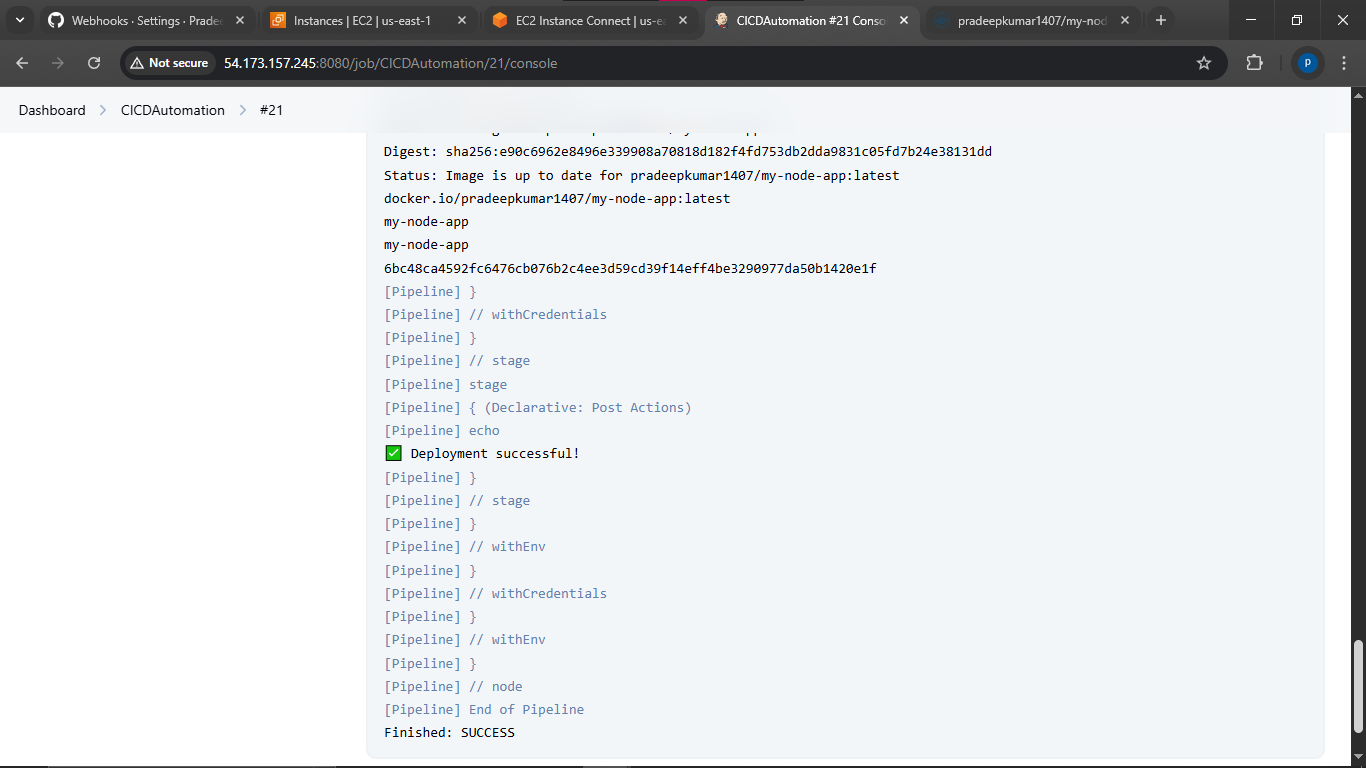 Webhooks · Settings · Pradee
Instances | EC2 | us-east-1
EC2 Instance Connect | us-ea
CICDAutomation #21 Conso
pradeepkumar1407/my-nod
Not secure
54.173.157.245:8080/job/CICDAutomation/21/console
p
Dashboard
CICDAutomation
#21
Digest: sha256:e90c6962e8496e339908a70818d182f4fd753db2dda9831c05fd7b24e38131dd
Status: Image is up to date for pradeepkumar1407/my-node-app:latest
docker.io/pradeepkumar1407/my-node-app:latest
my-node-app
my-node-app
6bc48ca4592fc6476cb076b2c4ee3d59cd39f14eff4be3290977da50b1420e1f
[Pipeline] }
[Pipeline] // withCredentials
[Pipeline] }
[Pipeline] // stage
[Pipeline] stage
[Pipeline] { (Declarative: Post Actions)
[Pipeline] echo
✅ Deployment successful!
[Pipeline] }
[Pipeline] // stage
[Pipeline] }
[Pipeline] // withEnv
[Pipeline] }
[Pipeline] // withCredentials
[Pipeline] }
[Pipeline] // withEnv
[Pipeline] }
[Pipeline] // node
[Pipeline] End of Pipeline
Finished: SUCCESS